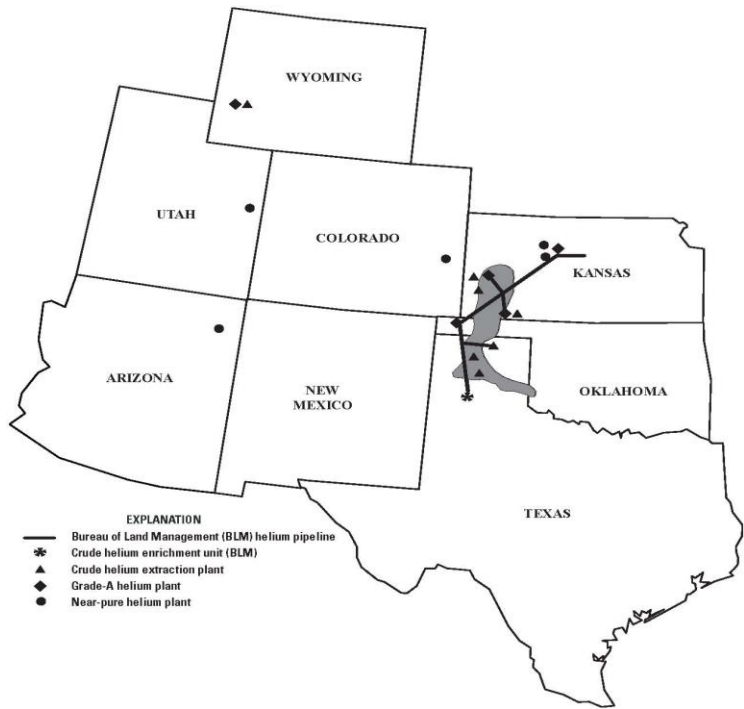 WYOMING
UTAH
COLORADO
KANSAS
ARIZONA
NEW
MEXICO
OKLAHOMA
TEXAS
EXPLANATION
Bureau of Land Management (BLM) helium pipeline
Crude helium enrichment unit (BLM)
Crude helium extraction plant
Grade-A helium plant
Near-pure helium plant